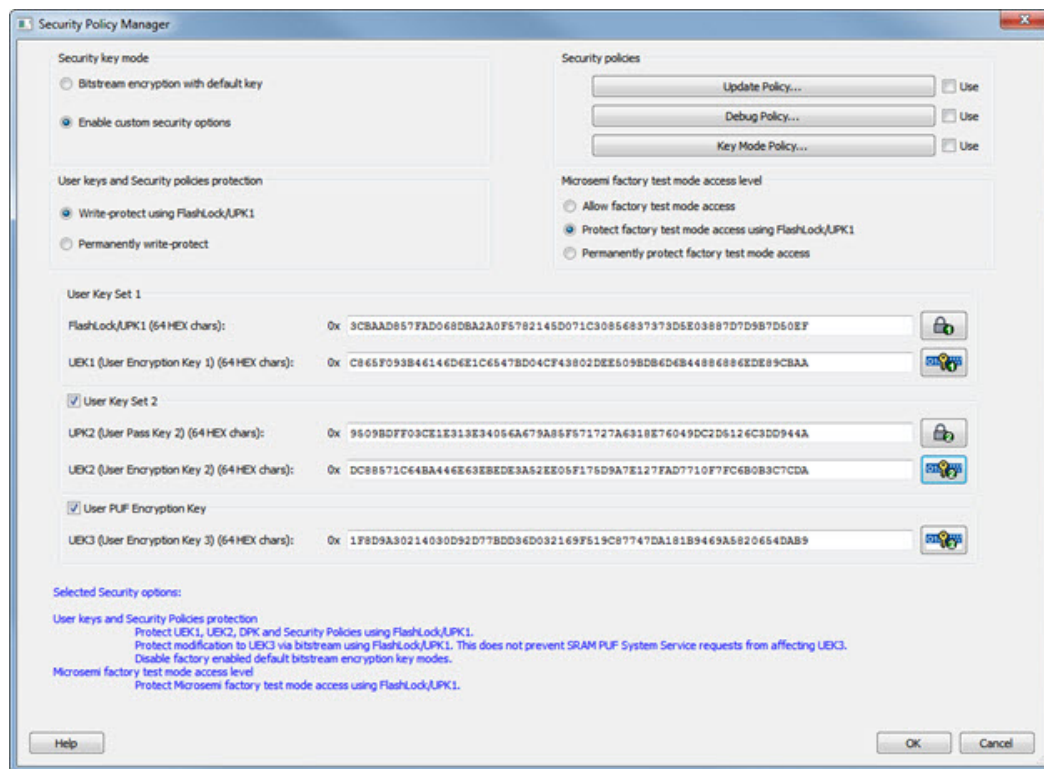 Security Policy Manager
Security key mode
Bitstream encryption with default key
Enable custom security options
Security policies
Update Policy... Use
Debug Policy... Use
Key Mode Policy... Use
User keys and Security policies protection
Write-protect using FlashLock/UPK1
Permanently write-protect
Microsemi factory test mode access level
Allow factory test mode access
Protect factory test mode access using FlashLock/UPK1
Permanently protect factory test mode access
User Key Set 1
FlashLock/UPK1 (64 HEX chars): 0x 3CBAAD857FAD068DBA2A0F5782145D071C30856837373D5E03887D7D9B7D50EF
UEK1 (User Encryption Key 1) (64 HEX chars): 0x C865F093B46146D6E1C6547BD04CF43802DEE509BDB6D6B44886886EDE89CBAA
User Key Set 2
UPK2 (User Pass Key 2) (64 HEX chars): 0x 9509BDFF03CE1E313E34056A679A85F571727A6318E76049DC2D5126C3DD944A
UEK2 (User Encryption Key 2) (64 HEX chars): 0x DC88571C64BA446E63EBEDE3A52EE05F175D9A7E127FAD7710F7FC6B0B3C7CDA
User PUF Encryption Key
UEK3 (User Encryption Key 3) (64 HEX chars): 0x 1F8D9A30214030D92D77BDD36D032169F519C87747DA181B9469A5820654DAB9
Selected Security options:
User keys and Security Policies protection
Protect UEK1, UEK2, DPK and Security Policies using FlashLock/UPK1.
Protect modification to UEK3 via bitstream using FlashLock/UPK1. This does not prevent SRAM PUF System Service requests from affecting UEK3.
Disable factory enabled default bitstream encryption key modes.
Microsemi factory test mode access level
Protect Microsemi factory test mode access using FlashLock/UPK1.
Help OK Cancel